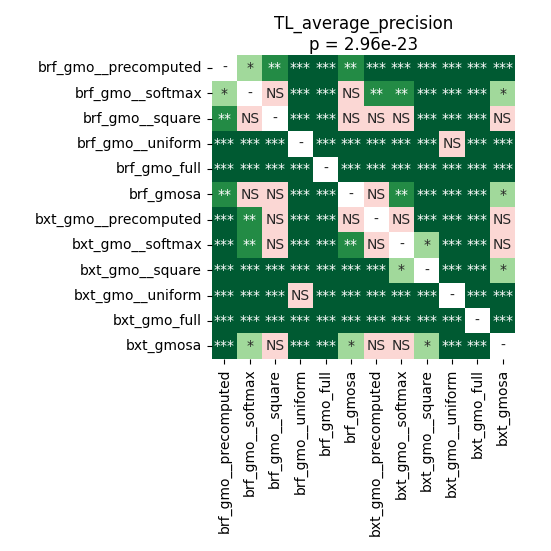 TL_average_precision
p = 2.96e-23
brf_gmo__precomputed - * ** *** *** ** *** *** *** *** *** ***
brf_gmo__softmax * - NS *** *** NS ** ** *** *** *** *
brf_gmo__square ** NS - *** *** NS NS NS *** *** *** NS
brf_gmo__uniform *** *** *** - *** *** *** *** *** NS *** ***
brf_gmo_full *** *** *** *** - *** *** *** *** *** *** ***
brf_gmosa ** NS NS *** *** - NS ** *** *** *** *
bxt_gmo__precomputed *** ** NS *** *** NS - NS *** *** *** NS
bxt_gmo__softmax *** ** NS *** *** ** NS - * *** *** NS
bxt_gmo__square *** *** *** *** *** *** *** * - *** *** *
bxt_gmo__uniform *** *** *** NS *** *** *** *** *** - *** ***
bxt_gmo_full *** *** *** *** *** *** *** *** *** *** - ***
bxt_gmosa *** * NS *** *** * NS NS * *** *** -
brf_gmo__precomputed
brf_gmo__softmax
brf_gmo__square
brf_gmo__uniform
brf_gmo_full
brf_gmosa
bxt_gmo__precomputed
bxt_gmo__softmax
bxt_gmo__square
bxt_gmo__uniform
bxt_gmo_full
bxt_gmosa